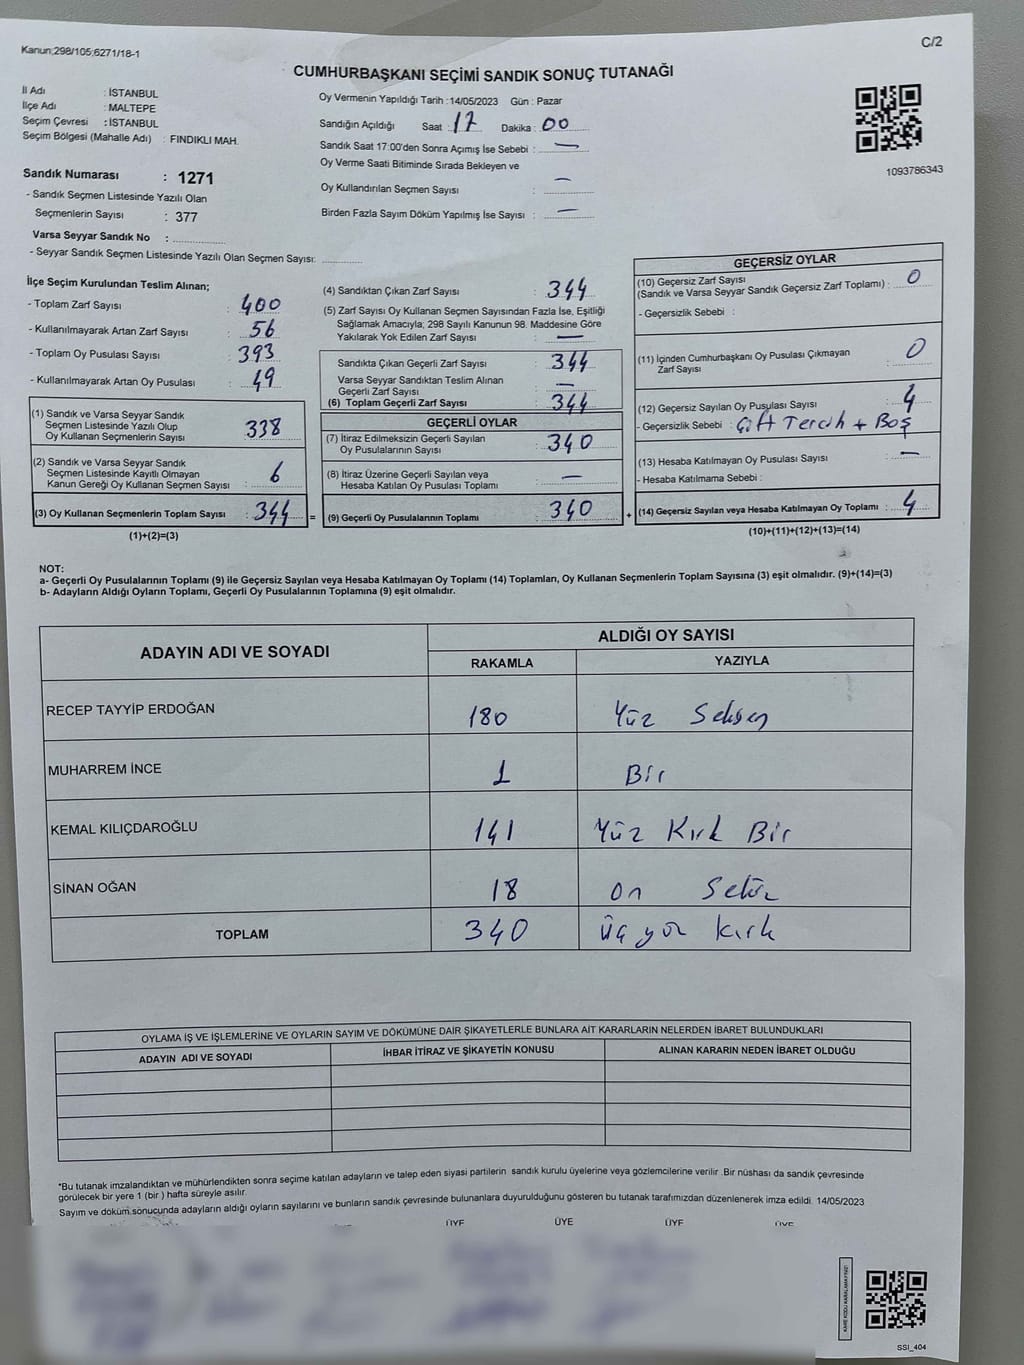 Kanun;298/105;6271/18-1
C/2
CUMHURBAŞKANI SEÇİMİ SANDIK SONUÇ TUTANAĞI
İl Adı : İSTANBUL
İlçe Adı : MALTEPE
Seçim Çevresi : İSTANBUL
Seçim Bölgesi (Mahalle Adı) : FINDIKLI MAH.
Sandık Numarası : 1271
- Sandık Seçmen Listesinde Yazılı Olan
Seçmenlerin Sayısı : 377
Varsa Seyyar Sandık No :
- Seyyar Sandık Seçmen Listesinde Yazılı Olan Seçmen Sayısı:
Oy Vermenin Yapıldığı Tarih :14/05/2023 Gün : Pazar
Sandığın Açıldığı Saat : 17 Dakika : 00
Sandık Saat 17:00'den Sonra Açımış İse Sebebi : —
Oy Verme Saati Bitiminde Sırada Bekleyen ve
Oy Kullandırılan Seçmen Sayısı : —
Birden Fazla Sayım Döküm Yapılmış İse Sayısı : —
1093786343
İlçe Seçim Kurulundan Teslim Alınan;
- Toplam Zarf Sayısı : 400
- Kullanılmayarak Artan Zarf Sayısı : 56
- Toplam Oy Pusulası Sayısı : 393
- Kullanılmayarak Artan Oy Pusulası : 49
(1) Sandık ve Varsa Seyyar Sandık
Seçmen Listesinde Yazılı Olup
Oy Kullanan Seçmenlerin Sayısı : 338
(2) Sandık ve Varsa Seyyar Sandık
Seçmen Listesinde Kayıtlı Olmayan
Kanun Gereği Oy Kullanan Seçmen Sayısı : 6
(3) Oy Kullanan Seçmenlerin Toplam Sayısı : 344 =
(1)+(2)=(3)
(4) Sandıktan Çıkan Zarf Sayısı : 344
(5) Zarf Sayısı Oy Kullanan Seçmen Sayısından Fazla İse, Eşitliği
Sağlamak Amacıyla; 298 Sayılı Kanunun 98. Maddesine Göre
Yakılarak Yok Edilen Zarf Sayısı : —
Sandıkta Çıkan Geçerli Zarf Sayısı : 344
Varsa Seyyar Sandıktan Teslim Alınan
Geçerli Zarf Sayısı : —
(6) Toplam Geçerli Zarf Sayısı : 344
GEÇERLİ OYLAR
(7) İtiraz Edilmeksizin Geçerli Sayılan
Oy Pusulalarının Sayısı : 340
(8) İtiraz Üzerine Geçerli Sayılan veya
Hesaba Katılan Oy Pusulası Toplamı : —
(9) Geçerli Oy Pusulalarının Toplamı : 340 +
GEÇERSİZ OYLAR
(10) Geçersiz Zarf Sayısı
(Sandık ve Varsa Seyyar Sandık Geçersiz Zarf Toplamı) : 0
- Geçersizlik Sebebi :
(11) İçinden Cumhurbaşkanı Oy Pusulası Çıkmayan
Zarf Sayısı : 0
(12) Geçersiz Sayılan Oy Pusulası Sayısı : 4
- Geçersizlik Sebebi : Çift Tercih + Boş
(13) Hesaba Katılmayan Oy Pusulası Sayısı : —
- Hesaba Katılmama Sebebi :
(14) Geçersiz Sayılan veya Hesaba Katılmayan Oy Toplamı : 4
(10)+(11)+(12)+(13)=(14)
NOT:
a- Geçerli Oy Pusulalarının Toplamı (9) ile Geçersiz Sayılan veya Hesaba Katılmayan Oy Toplamı (14) Toplamları, Oy Kullanan Seçmenlerin Toplam Sayısına (3) eşit olmalıdır. (9)+(14)=(3)
b- Adayların Aldığı Oyların Toplamı, Geçerli Oy Pusulalarının Toplamına (9) eşit olmalıdır.
ADAYIN ADI VE SOYADI
ALDIĞI OY SAYISI
RAKAMLA YAZIYLA
RECEP TAYYİP ERDOĞAN 180 Yüz Seksen
MUHARREM İNCE 1 Bir
KEMAL KILIÇDAROĞLU 141 Yüz Kırk Bir
SİNAN OĞAN 18 On Sekiz
TOPLAM 340 üç yüz kırk
OYLAMA İŞ VE İŞLEMLERİNE VE OYLARIN SAYIM VE DÖKÜMÜNE DAİR ŞİKAYETLERLE BUNLARA AİT KARARLARIN NELERDEN İBARET BULUNDUKLARI
ADAYIN ADI VE SOYADI İHBAR İTİRAZ VE ŞİKAYETİN KONUSU ALINAN KARARIN NEDEN İBARET OLDUĞU
*Bu tutanak imzalandıktan ve mühürlendikten sonra seçime katılan adayların ve talep eden siyasi partilerin sandık kurulu üyelerine veya gözlemcilerine verilir .Bir nüshası da sandık çevresinde
görülecek bir yere 1 (bir ) hafta süreyle asılır.
Sayım ve döküm sonucunda adayların aldığı oyların sayılarını ve bunların sandık çevresinde bulunanlara duyurulduğunu gösteren bu tutanak tarafımızdan düzenlenerek imza edildi. 14/05/2023
ÜYE ÜYE ÜYE ÜYE
KARE KODU KARALAMAYINIZ!
SSI_404